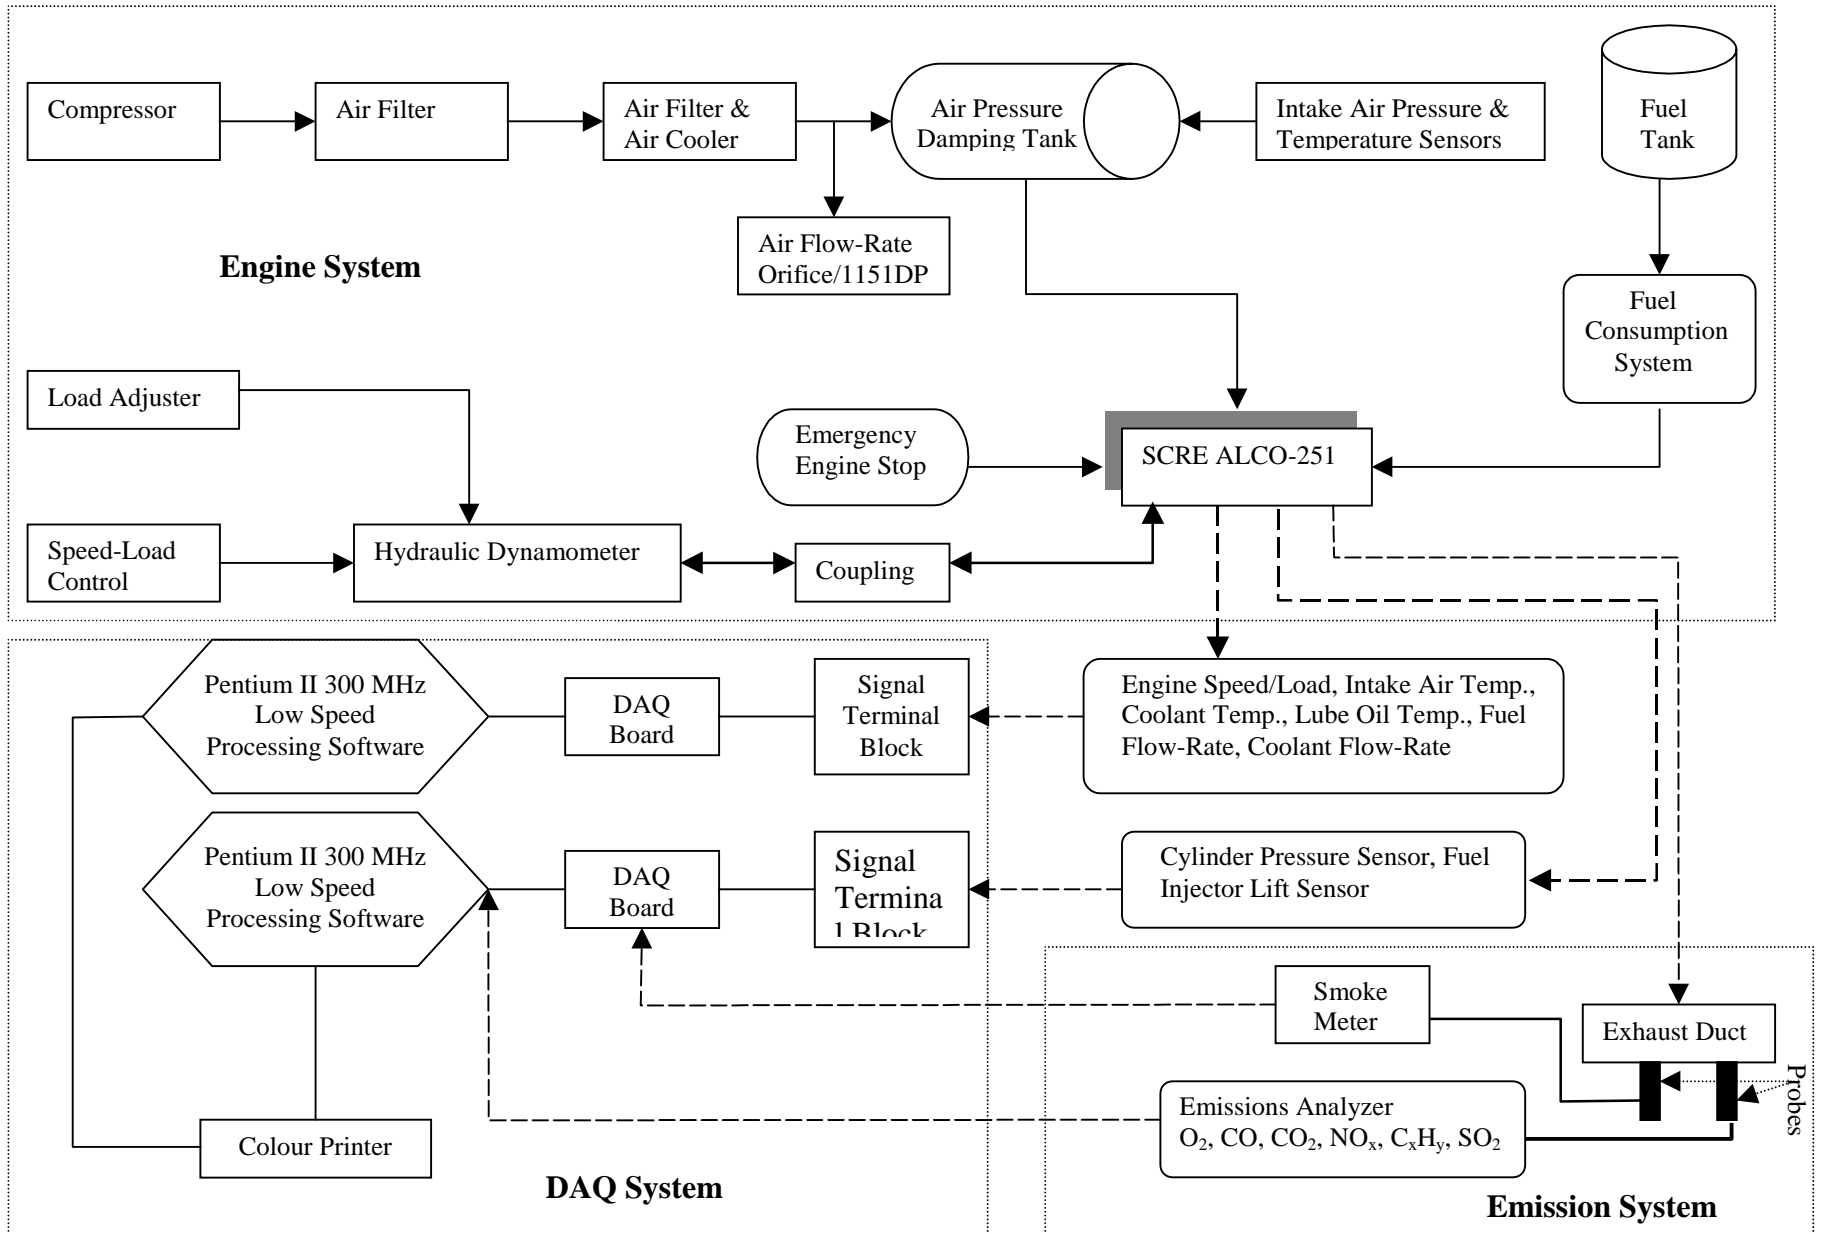 Compressor
Air Filter
Air Filter &
Air Cooler
Air Pressure
Damping Tank
Intake Air Pressure &
Temperature Sensors
Fuel
Tank
Air Flow-Rate
Orifice/1151DP
Engine System
Fuel
Consumption
System
Load Adjuster
Emergency
Engine Stop
SCRE ALCO-251
Speed-Load
Control
Hydraulic Dynamometer
Coupling
Pentium II 300 MHz
Low Speed
Processing Software
DAQ
Board
Signal
Terminal
Block
Engine Speed/Load, Intake Air Temp.,
Coolant Temp., Lube Oil Temp., Fuel
Flow-Rate, Coolant Flow-Rate
Pentium II 300 MHz
Low Speed
Processing Software
DAQ
Board
Signal
Termina
l Block
Cylinder Pressure Sensor, Fuel
Injector Lift Sensor
Smoke
Meter
Exhaust Duct
Probes
Emissions Analyzer
O₂, CO, CO₂, NOₓ, CₓHᵧ, SO₂
Colour Printer
DAQ System
Emission System